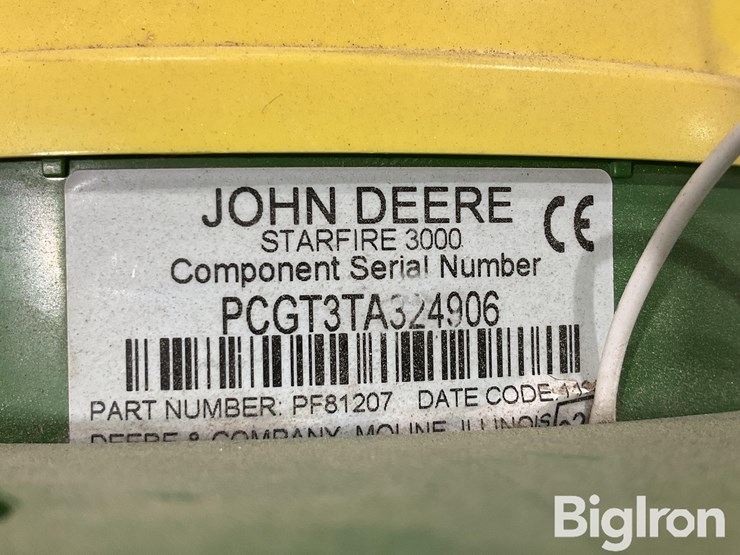 JOHN DEERE
CE
STARFIRE 3000
Component Serial Number
PCGT3TA324906
PART NUMBER: PF81207 DATE CODE:
DEERE & COMPANY MOLINE, ILLINOIS
BigIron